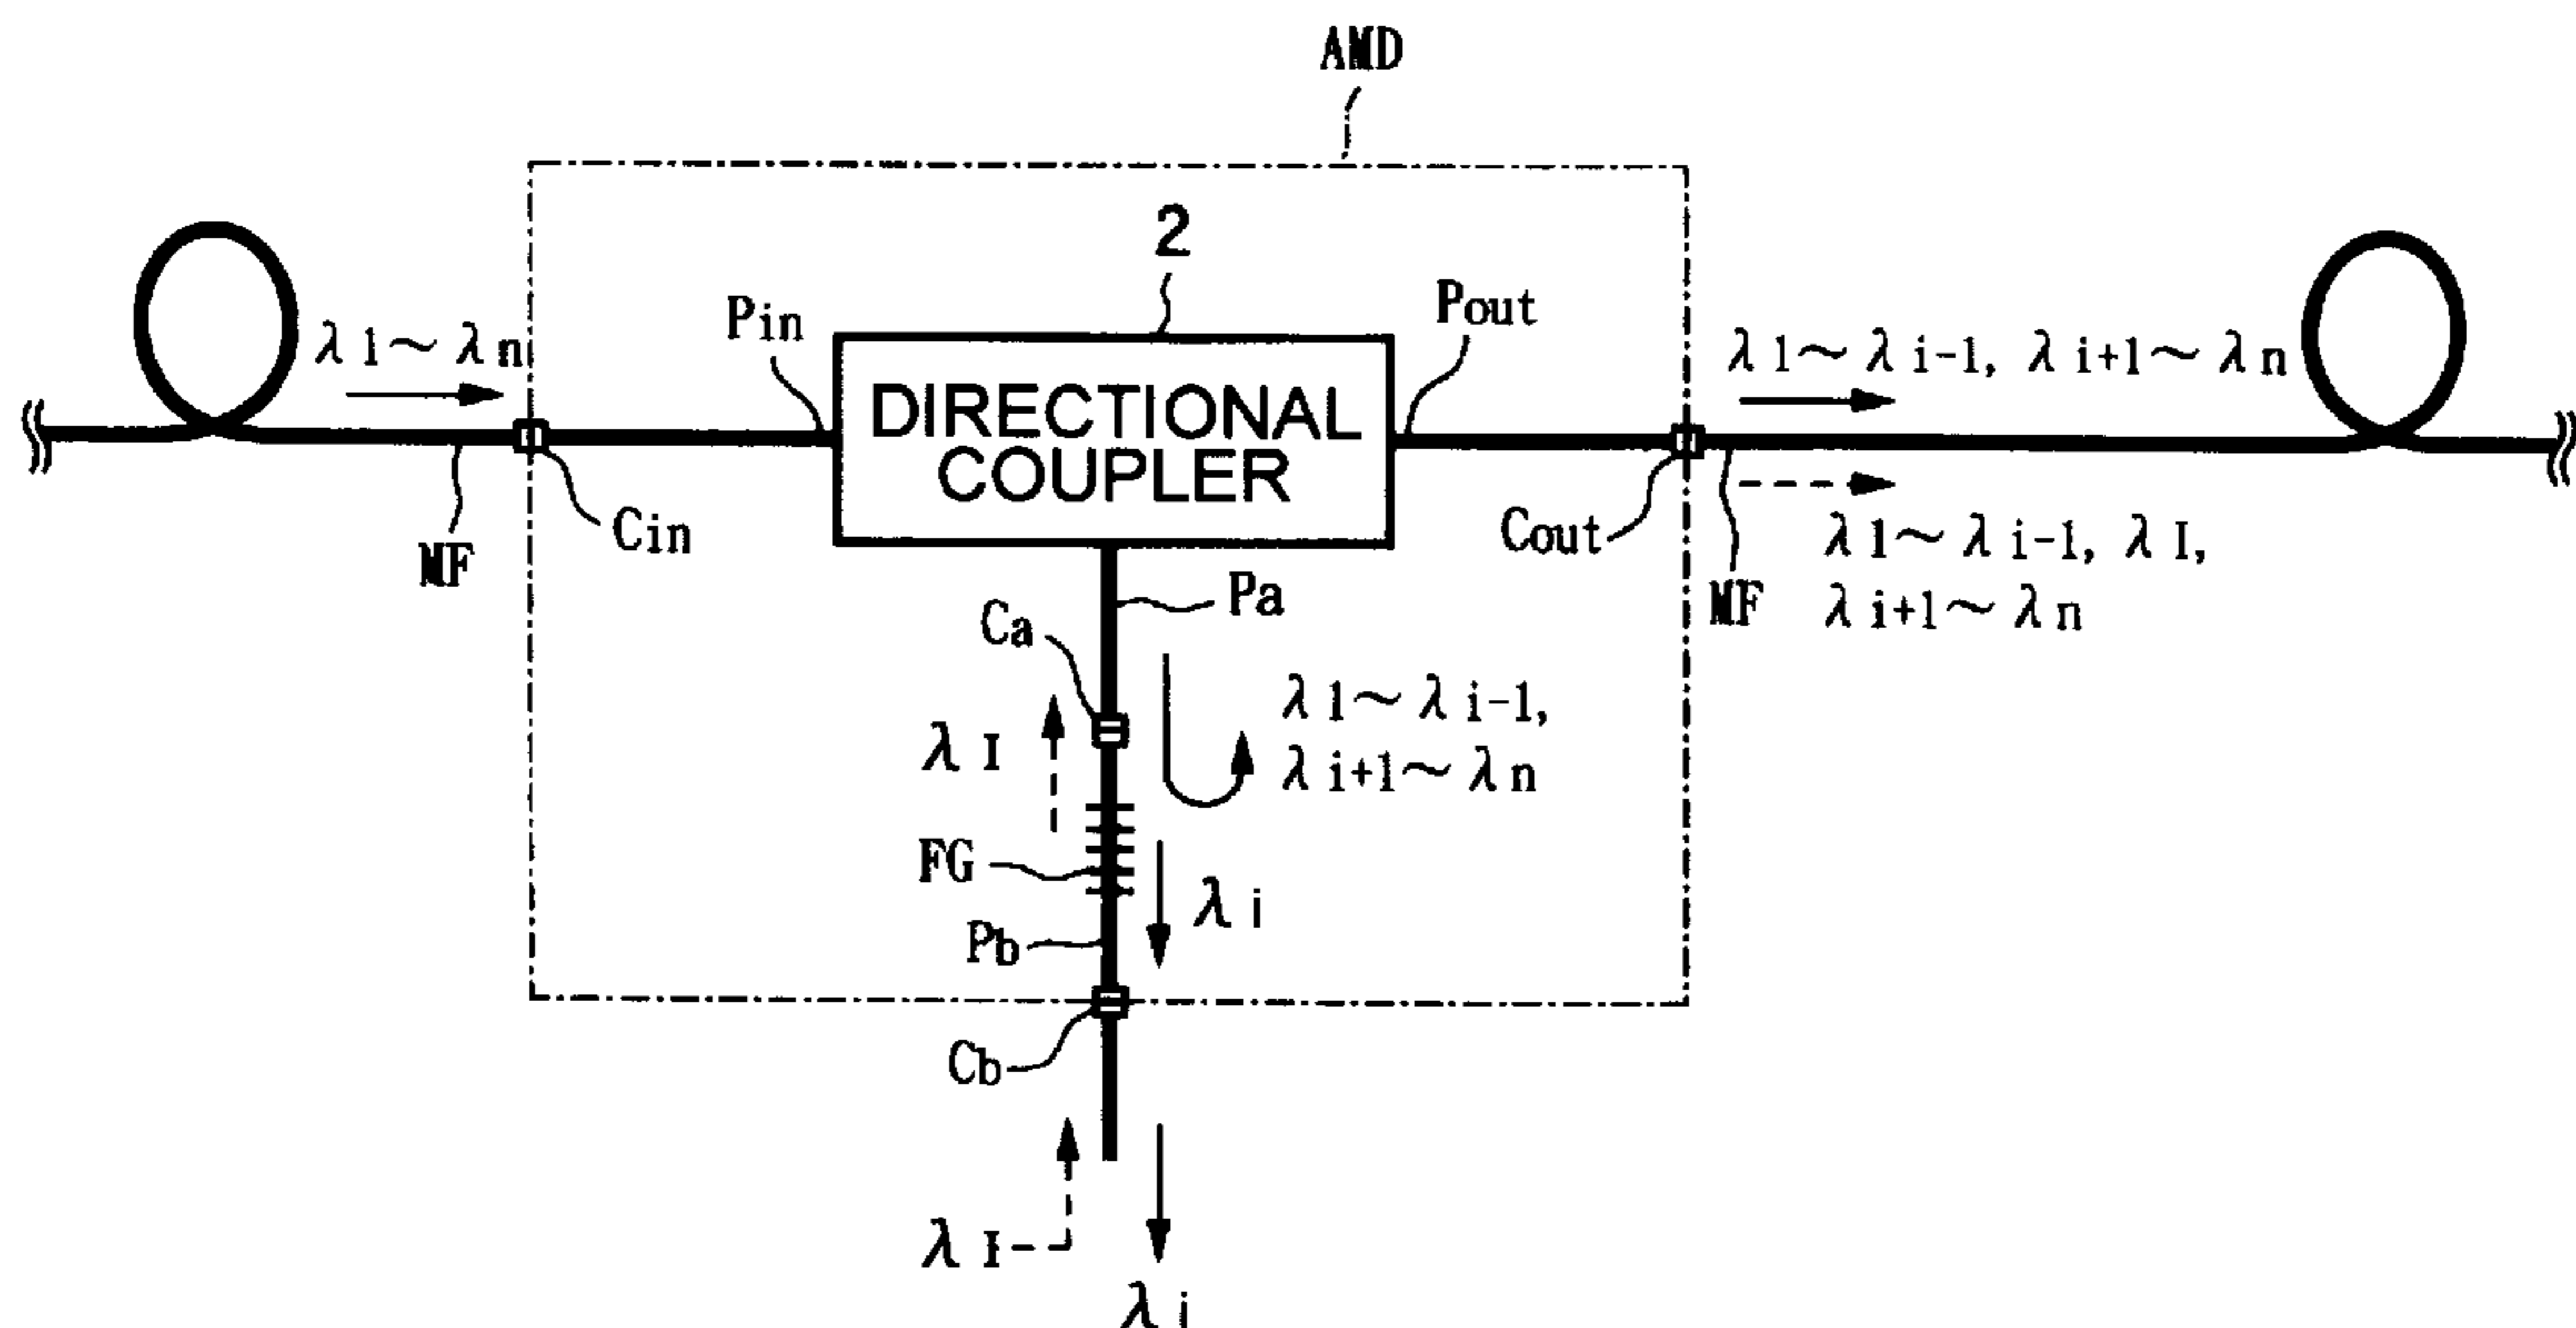 AMD
2
Pin
Pout
λ1～λn
λ1～λi-1, λi+1～λn
DIRECTIONAL
COUPLER
Cin
Cout
MF
MF
λ1～λi-1, λI,
λi+1～λn
Pa
Ca
λ1～λi-1,
λi+1～λn
λI
FG
λi
Pb
Cb
λI
λi